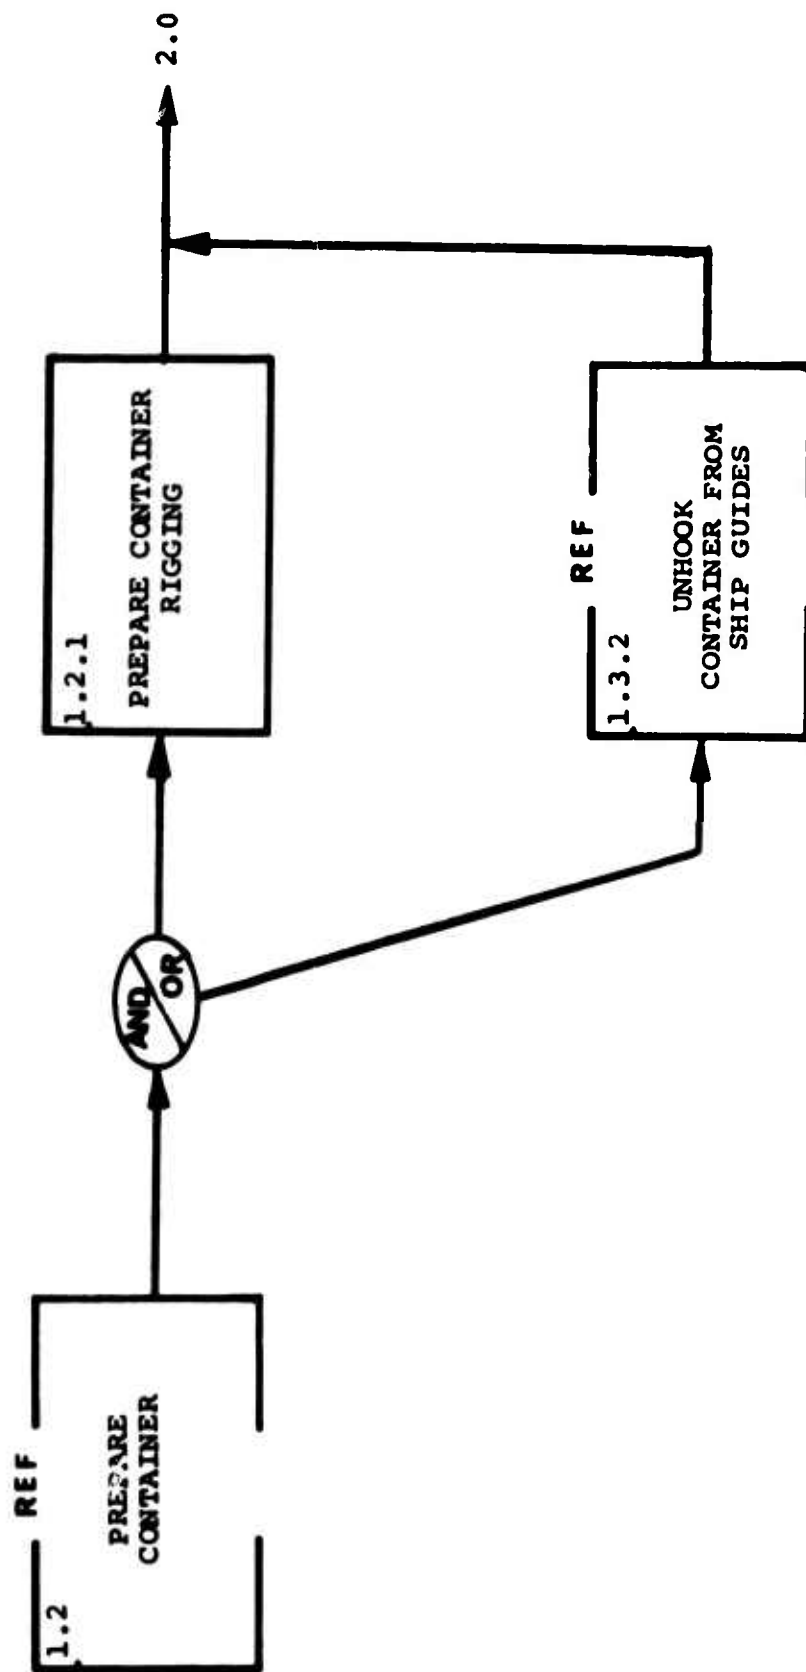 REF
1.2
PREPARE
CONTAINER
AND
OR
1.2.1
PREPARE CONTAINER
RIGGING
2.0
REF
1.3.2
UNHOOK
CONTAINER FROM
SHIP GUIDES